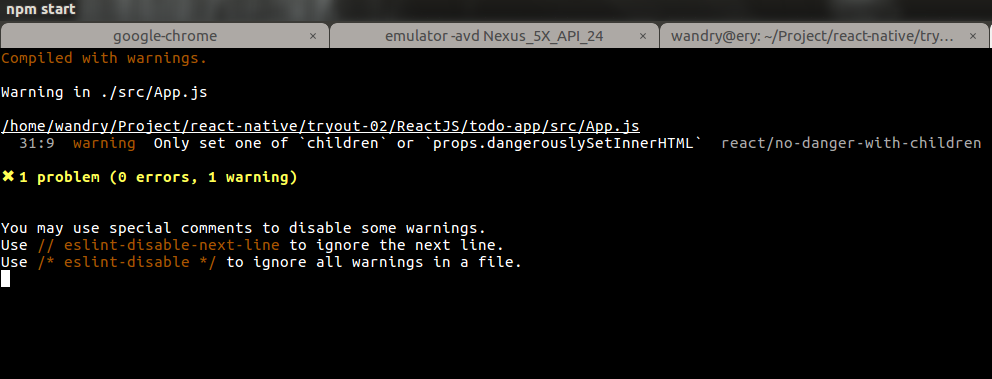 npm start
google-chrome ×
emulator -avd Nexus_5X_API_24 ×
wandry@ery: ~/Project/react-native/try… ×
Compiled with warnings.
Warning in ./src/App.js
/home/wandry/Project/react-native/tryout-02/ReactJS/todo-app/src/App.js
31:9 warning Only set one of `children` or `props.dangerouslySetInnerHTML` react/no-danger-with-children
✖ 1 problem (0 errors, 1 warning)
You may use special comments to disable some warnings.
Use // eslint-disable-next-line to ignore the next line.
Use /* eslint-disable */ to ignore all warnings in a file.